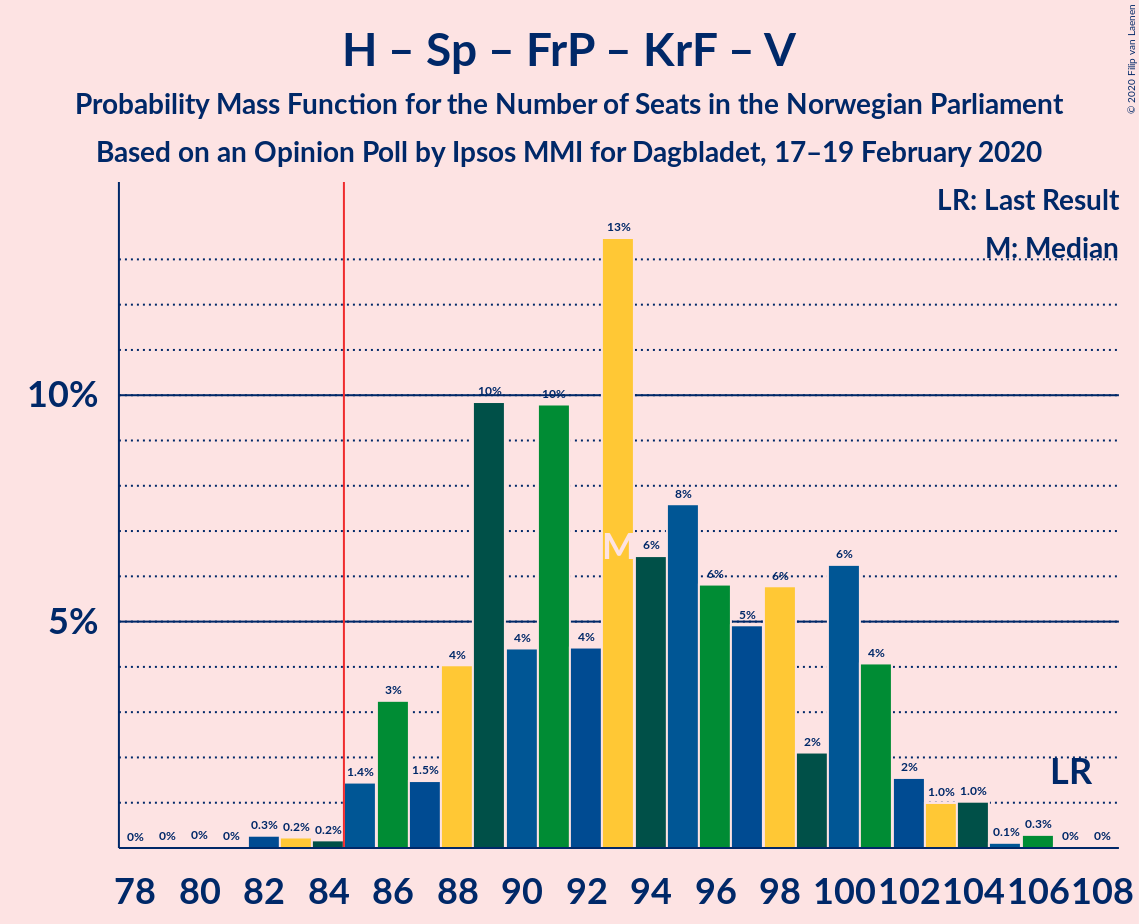 H – Sp – FrP – KrF – V
Probability Mass Function for the Number of Seats in the Norwegian Parliament
Based on an Opinion Poll by Ipsos MMI for Dagbladet, 17–19 February 2020
© 2020 Filip van Laenen
LR: Last Result
M: Median
10%
5%
0% 0% 0% 0% 0.3% 0.2% 0.2% 1.4% 3% 1.5% 4% 10% 4% 10% 4% 13% 6% 8% 6% 5% 6% 2% 6% 4% 2% 1.0% 1.0% 0.1% 0.3% 0% 0%
M
LR
78 80 82 84 86 88 90 92 94 96 98 100 102 104 106 108